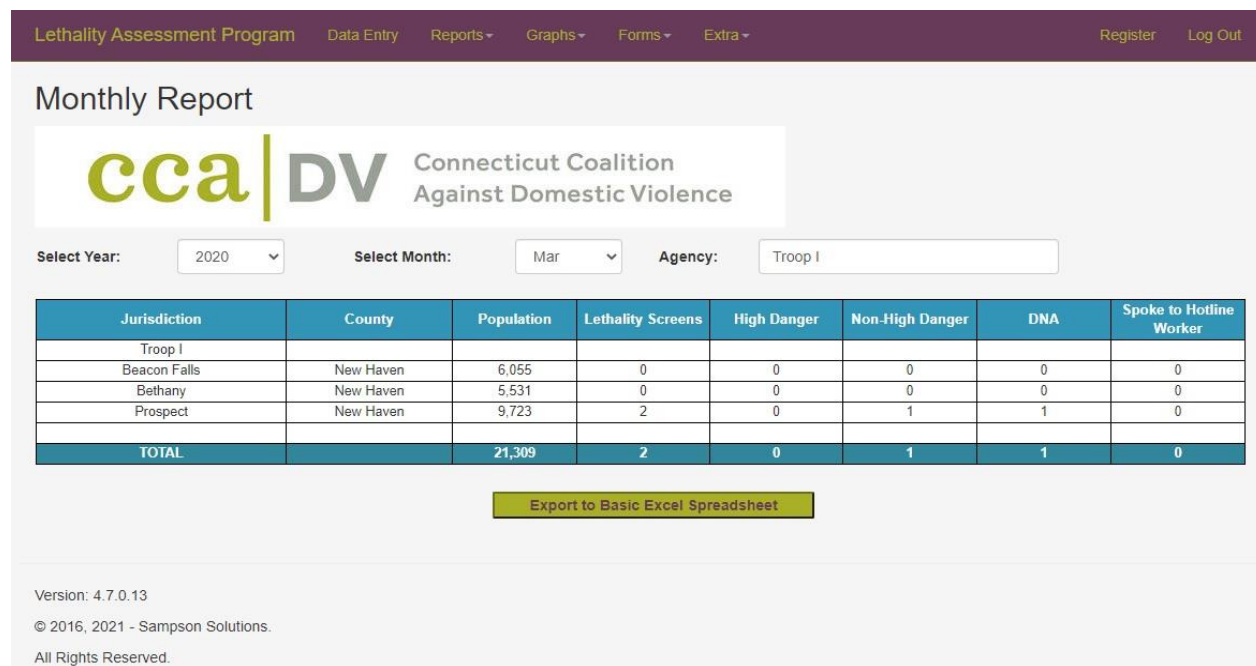 Lethality Assessment Program Data Entry Reports Graphs Forms Extra Register Log Out
Monthly Report
cca DV Connecticut Coalition
Against Domestic Violence
Select Year: 2020 Select Month: Mar Agency: Troop I
Jurisdiction County Population Lethality Screens High Danger Non-High Danger DNA Spoke to Hotline Worker
Troop I
Beacon Falls New Haven 6,055 0 0 0 0 0
Bethany New Haven 5,531 0 0 0 0 0
Prospect New Haven 9,723 2 0 1 1 0
TOTAL 21,309 2 0 1 1 0
Export to Basic Excel Spreadsheet
Version: 4.7.0.13
© 2016, 2021 - Sampson Solutions.
All Rights Reserved.